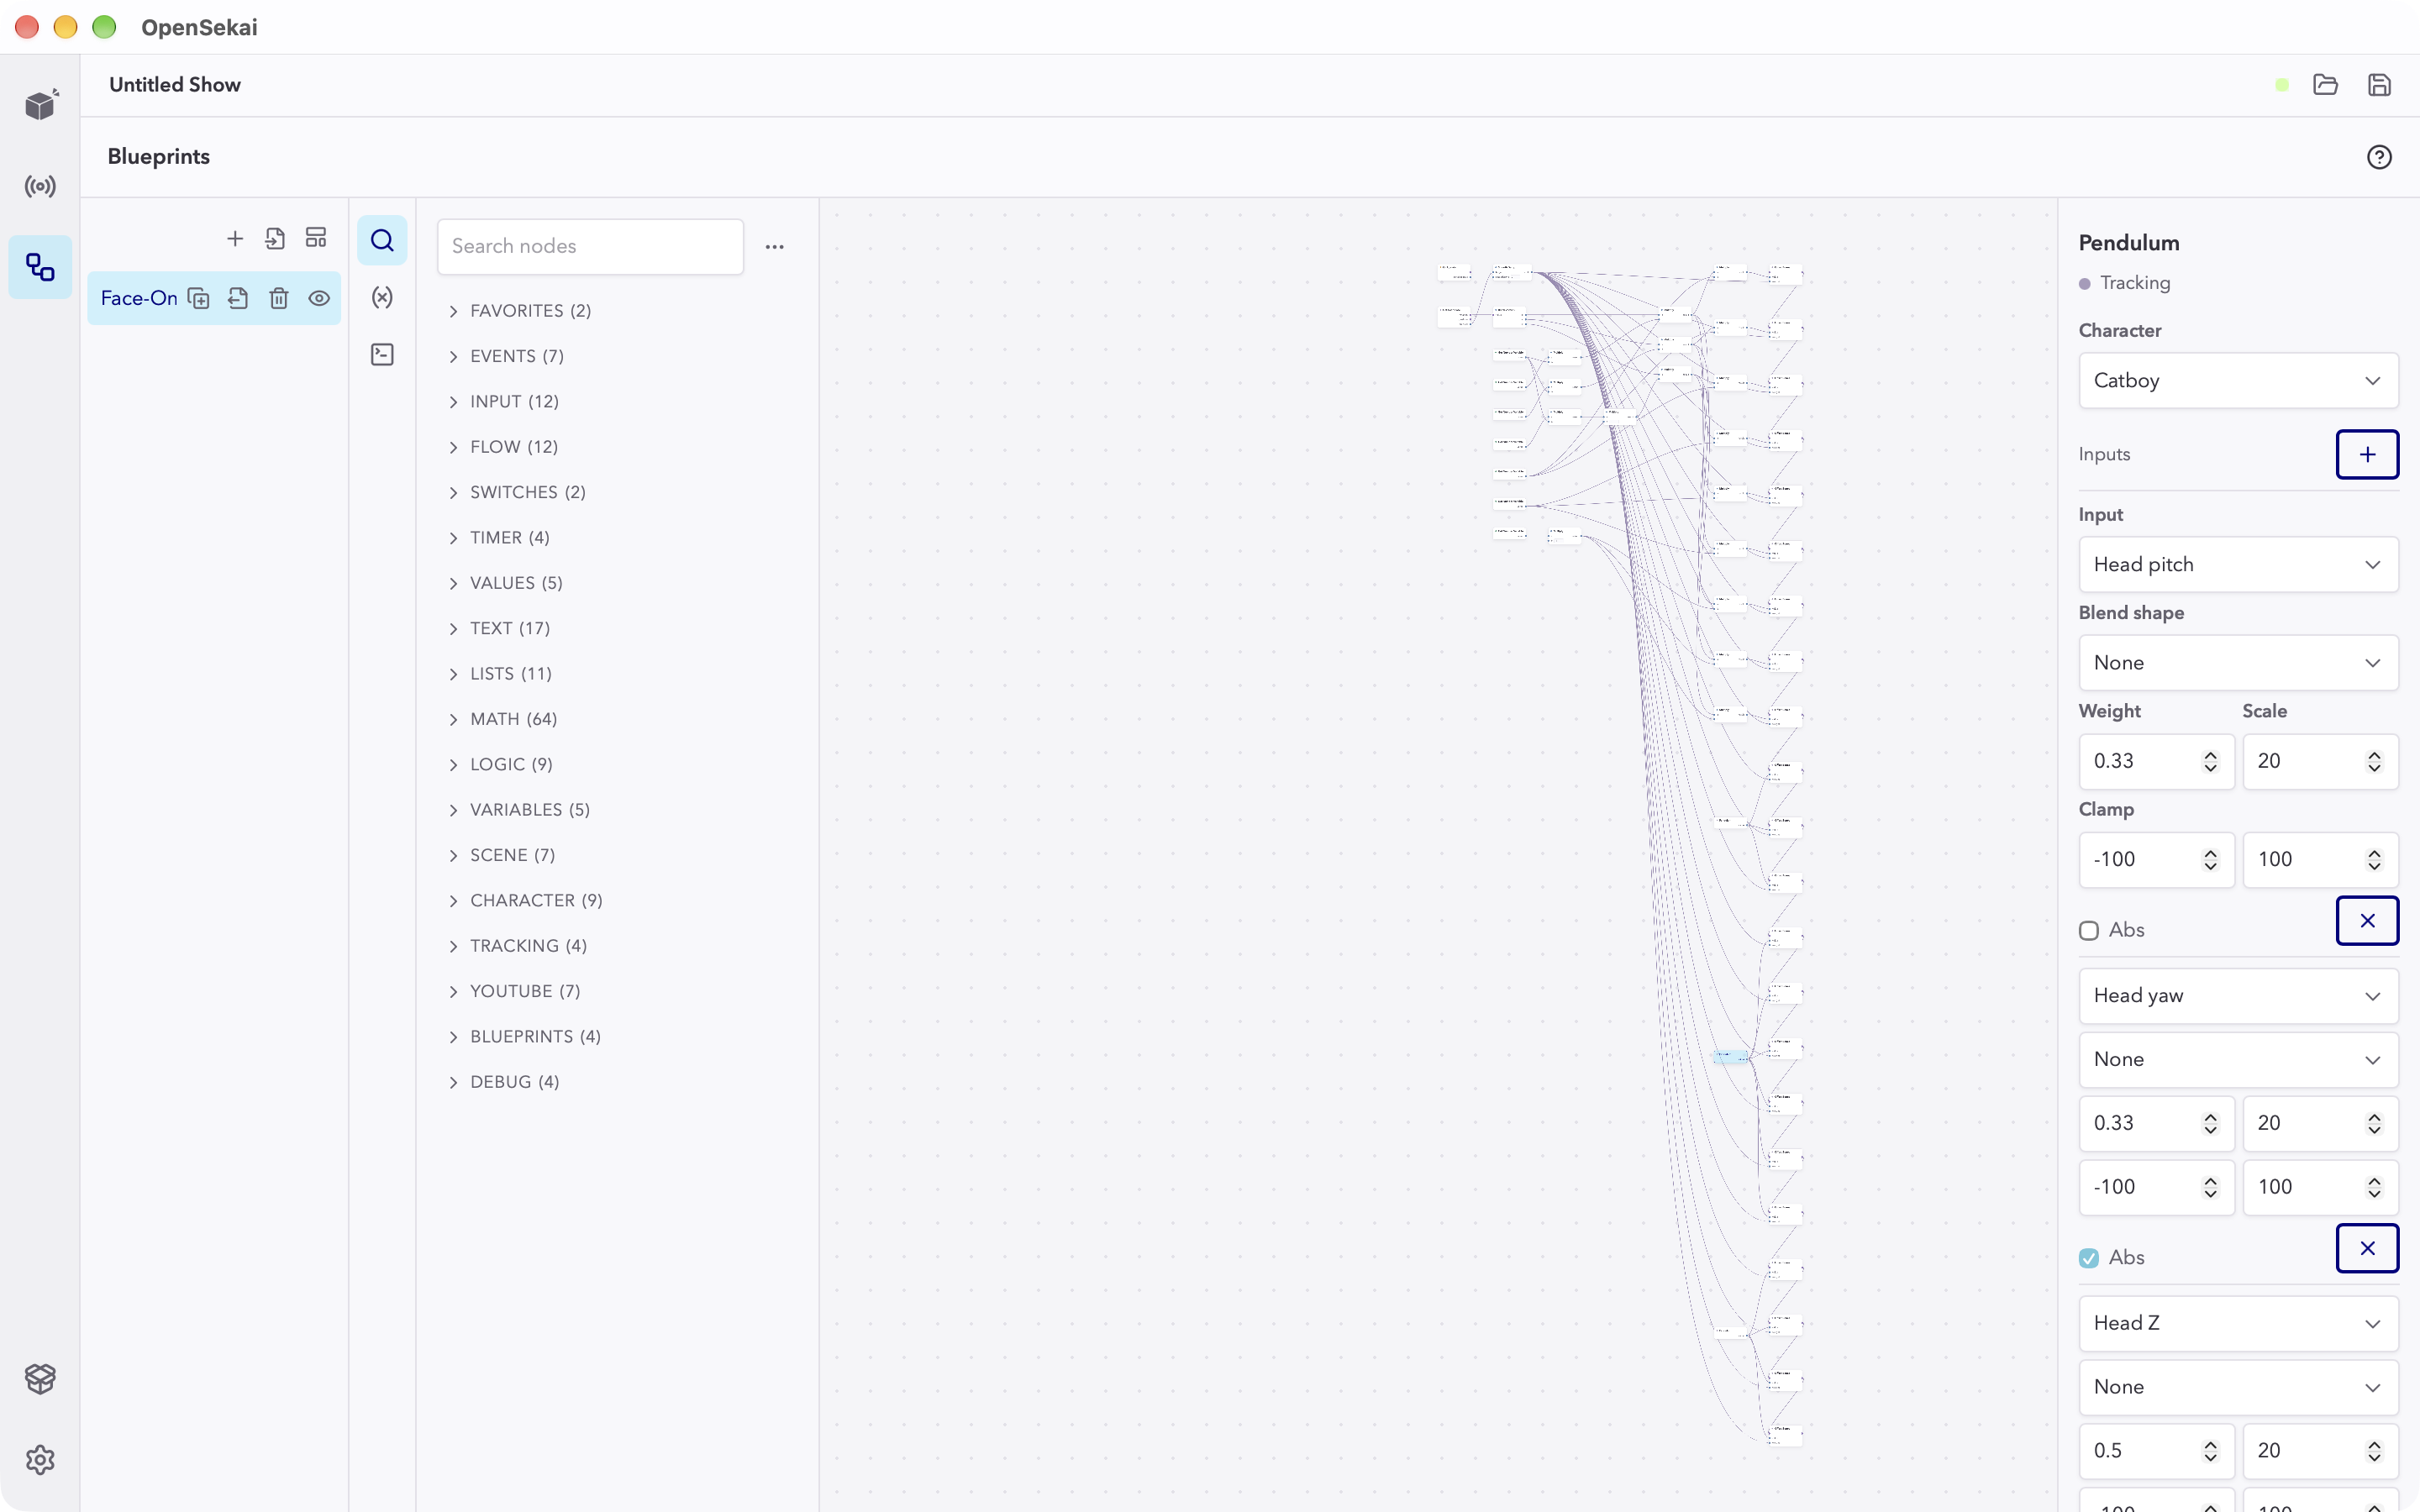 OpenSekai
Untitled Show
Blueprints
Face-On
Search nodes
FAVORITES (2)
EVENTS (7)
INPUT (12)
FLOW (12)
SWITCHES (2)
TIMER (4)
VALUES (5)
TEXT (17)
LISTS (11)
MATH (64)
LOGIC (9)
VARIABLES (5)
SCENE (7)
CHARACTER (9)
TRACKING (4)
YOUTUBE (7)
BLUEPRINTS (4)
DEBUG (4)
Pendulum
Tracking
Character
Catboy
Inputs
Input
Head pitch
Blend shape
None
Weight Scale
0.33 20
Clamp
-100 100
Abs
Head yaw
None
0.33 20
-100 100
Abs
Head Z
None
0.5 20
-100 100